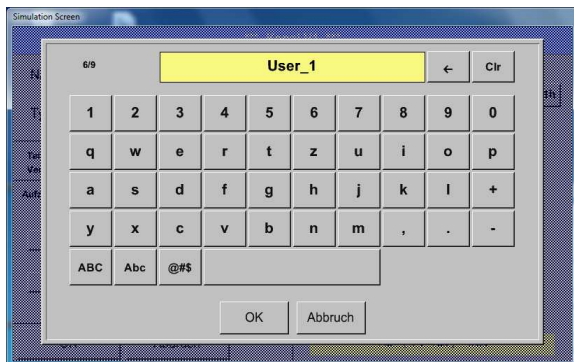 Simulation Screen
6/9 User_1 ← Clr
1 2 3 4 5 6 7 8 9 0
q w e r t z u i o p
a s d f g h j k l +
y x c v b n m , . -
ABC Abc @#$
OK Abbruch